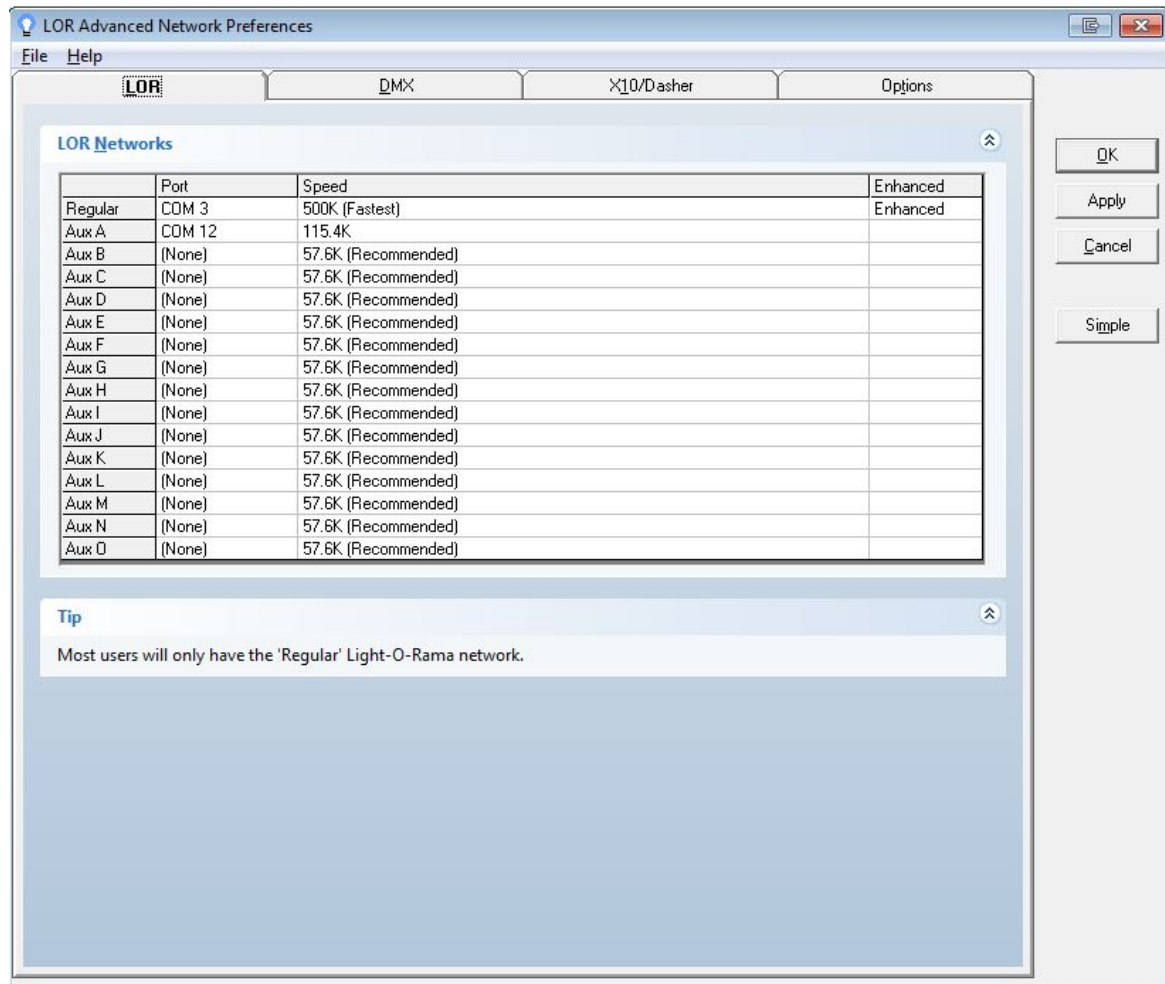 LOR Advanced Network Preferences
File Help
LOR DMX X10/Dasher Options
LOR Networks
OK
Apply
Cancel
Simple
Port Speed Enhanced
Regular COM 3 500K (Fastest) Enhanced
Aux A COM 12 115.4K
Aux B (None) 57.6K (Recommended)
Aux C (None) 57.6K (Recommended)
Aux D (None) 57.6K (Recommended)
Aux E (None) 57.6K (Recommended)
Aux F (None) 57.6K (Recommended)
Aux G (None) 57.6K (Recommended)
Aux H (None) 57.6K (Recommended)
Aux I (None) 57.6K (Recommended)
Aux J (None) 57.6K (Recommended)
Aux K (None) 57.6K (Recommended)
Aux L (None) 57.6K (Recommended)
Aux M (None) 57.6K (Recommended)
Aux N (None) 57.6K (Recommended)
Aux O (None) 57.6K (Recommended)
Tip
Most users will only have the 'Regular' Light-O-Rama network.